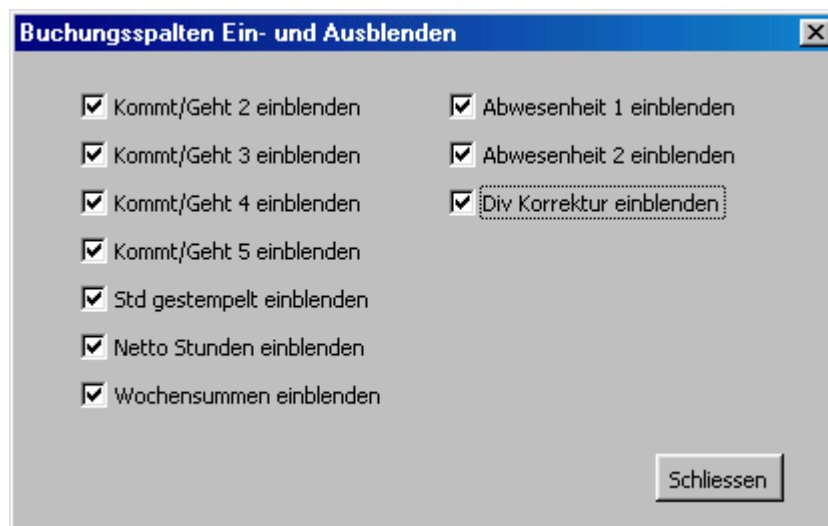 Buchungsspalten Ein- und Ausblenden
Kommt/Geht 2 einblenden
Kommt/Geht 3 einblenden
Kommt/Geht 4 einblenden
Kommt/Geht 5 einblenden
Std gestempelt einblenden
Netto Stunden einblenden
Wochensummen einblenden
Abwesenheit 1 einblenden
Abwesenheit 2 einblenden
Div Korrektur einblenden
Schliessen